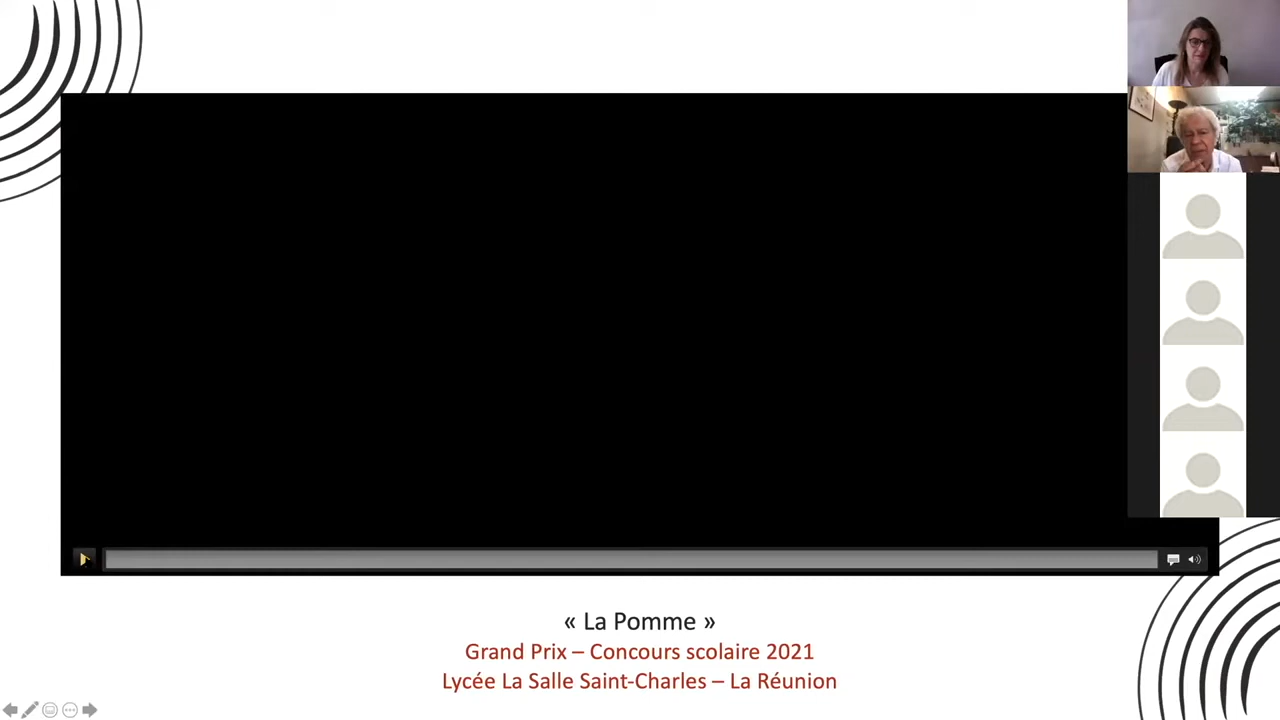 « La Pomme »
Grand Prix – Concours scolaire 2021
Lycée La Salle Saint-Charles – La Réunion